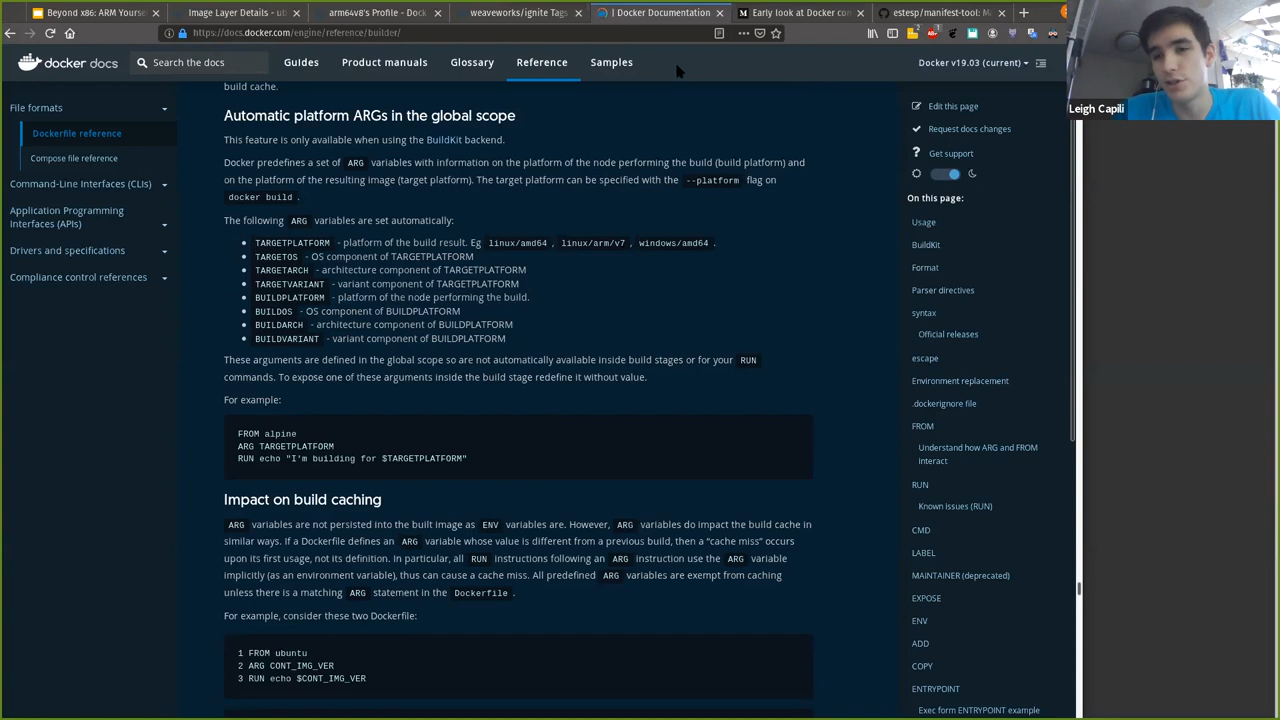 Beyond x86: ARM Yourse
Image Layer Details - ub
arm64v8's Profile - Dock
weaveworks/ignite Tags
| Docker Documentation
Early look at Docker con
estesp/manifest-tool: Ma
https://docs.docker.com/engine/reference/builder/
docker docs
Search the docs
Guides
Product manuals
Glossary
Reference
Samples
Docker v19.03 (current)
Leigh Capili
File formats
Dockerfile reference
Compose file reference
Command-Line Interfaces (CLIs)
Application Programming
Interfaces (APIs)
Drivers and specifications
Compliance control references
build cache.
Automatic platform ARGs in the global scope
This feature is only available when using the BuildKit backend.
Docker predefines a set of ARG variables with information on the platform of the node performing the build (build platform) and
on the platform of the resulting image (target platform). The target platform can be specified with the --platform flag on
docker build .
The following ARG variables are set automatically:
TARGETPLATFORM - platform of the build result. Eg linux/amd64 , linux/arm/v7 , windows/amd64 .
TARGETOS - OS component of TARGETPLATFORM
TARGETARCH - architecture component of TARGETPLATFORM
TARGETVARIANT - variant component of TARGETPLATFORM
BUILDPLATFORM - platform of the node performing the build.
BUILDOS - OS component of BUILDPLATFORM
BUILDARCH - architecture component of BUILDPLATFORM
BUILDVARIANT - variant component of BUILDPLATFORM
These arguments are defined in the global scope so are not automatically available inside build stages or for your RUN
commands. To expose one of these arguments inside the build stage redefine it without value.
For example:
FROM alpine
ARG TARGETPLATFORM
RUN echo "I'm building for $TARGETPLATFORM"
Impact on build caching
ARG variables are not persisted into the built image as ENV variables are. However, ARG variables do impact the build cache in
similar ways. If a Dockerfile defines an ARG variable whose value is different from a previous build, then a “cache miss” occurs
upon its first usage, not its definition. In particular, all RUN instructions following an ARG instruction use the ARG variable
implicitly (as an environment variable), thus can cause a cache miss. All predefined ARG variables are exempt from caching
unless there is a matching ARG statement in the Dockerfile .
For example, consider these two Dockerfile:
1 FROM ubuntu
2 ARG CONT_IMG_VER
3 RUN echo $CONT_IMG_VER
Edit this page
Request docs changes
Get support
On this page:
Usage
BuildKit
Format
Parser directives
syntax
Official releases
escape
Environment replacement
.dockerignore file
FROM
Understand how ARG and FROM
interact
RUN
Known issues (RUN)
CMD
LABEL
MAINTAINER (deprecated)
EXPOSE
ENV
ADD
COPY
ENTRYPOINT
Exec form ENTRYPOINT example